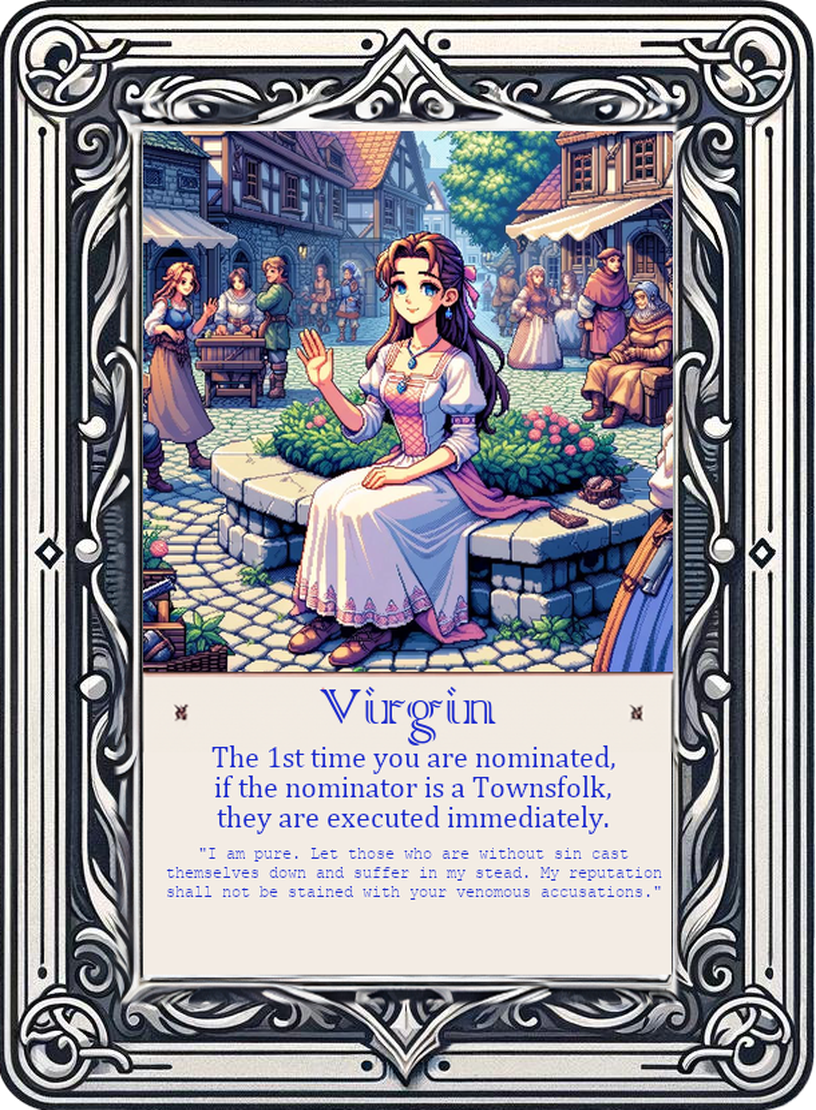 Virgin
The 1st time you are nominated,
if the nominator is a Townsfolk,
they are executed immediately.
"I am pure. Let those who are without sin cast
themselves down and suffer in my stead. My reputation
shall not be stained with your venomous accusations."